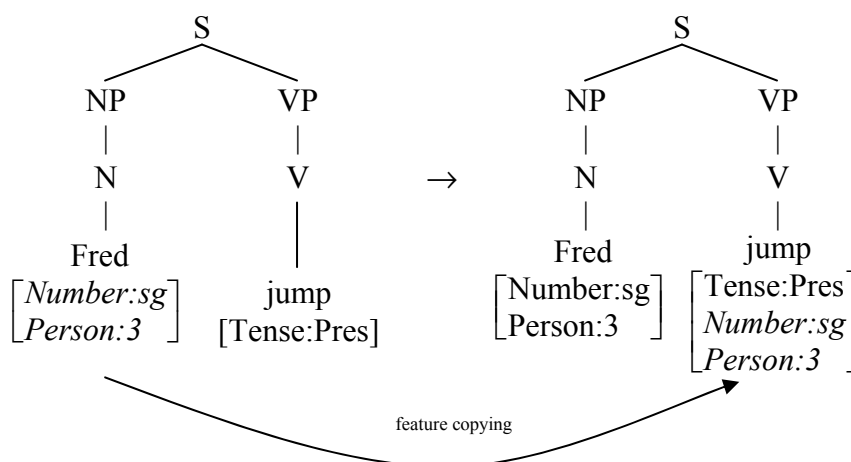 S S
NP VP NP VP
N V → N V
Fred Fred jump
[Number:sg jump [Number:sg [Tense:Pres
Person:3] [Tense:Pres] Person:3] Number:sg
Person:3]
feature copying